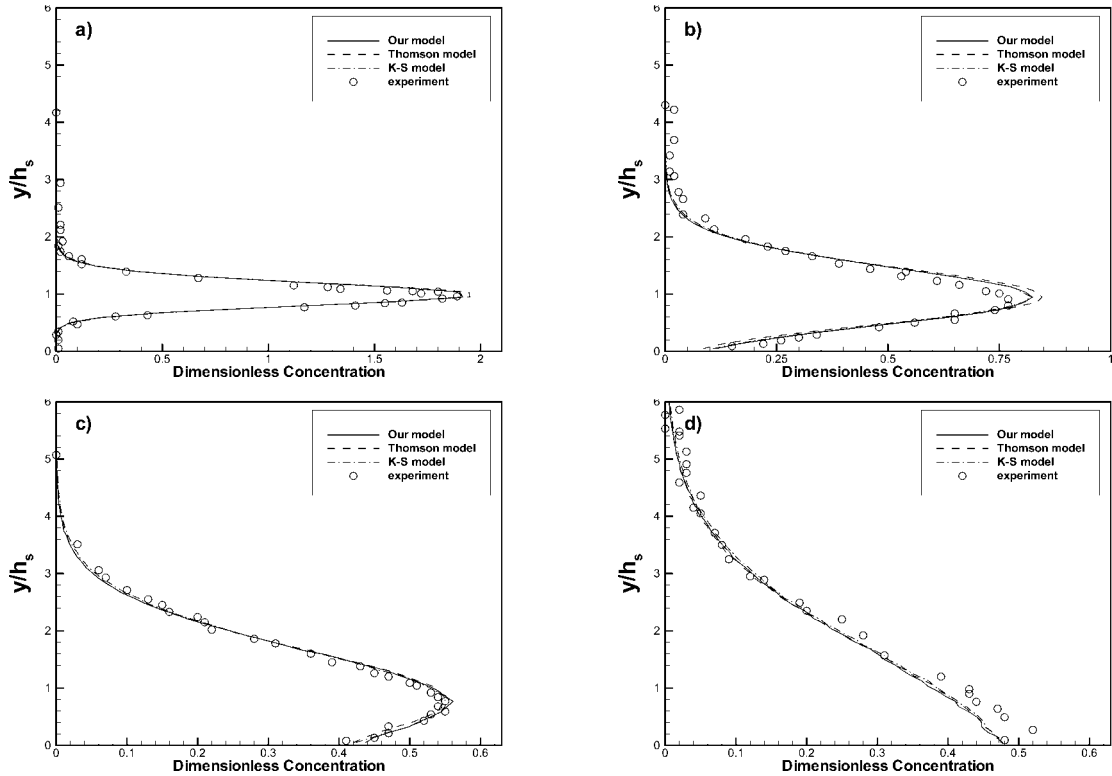 a)
Our model
Thomson model
K-S model
experiment
y/hs
6
5
4
3
2
1
0
0 0.5 1 1.5 2
Dimensionless Concentration
b)
Our model
Thomson model
K-S model
experiment
y/hs
6
5
4
3
2
1
0
0 0.25 0.5 0.75 1
Dimensionless Concentration
c)
Our model
Thomson model
K-S model
experiment
y/hs
6
5
4
3
2
1
0
0 0.1 0.2 0.3 0.4 0.5 0.6
Dimensionless Concentration
d)
Our model
Thomson model
K-S model
experiment
y/hs
6
5
4
3
2
1
0
0 0.1 0.2 0.3 0.4 0.5 0.6
Dimensionless Concentration